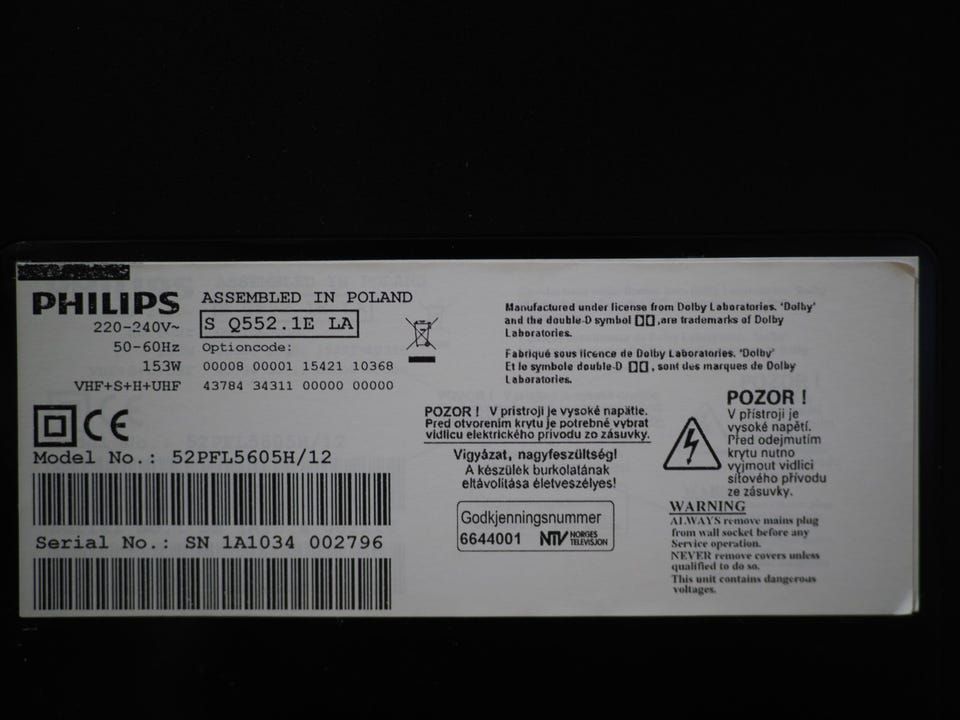 PHILIPS
ASSEMBLED IN POLAND
220-240V~
S Q552.1E LA
50-60Hz
Optioncode:
153W
00008 00001 15421 10368
VHF+S+H+UHF
43784 34311 00000 00000
CE
Model No.: 52PFL5605H/12
Serial No.: SN 1A1034 002796
Manufactured under license from Dolby Laboratories. 'Dolby'
and the double-D symbol ,are trademarks of Dolby
Laboratories.
Fabriqué sous licence de Dolby Laboratories. 'Dolby'
Et le symbole double-D , sont des marques de Dolby
Laboratories.
POZOR ! V prístroji je vysoké napätie.
Pred otvorením krytu je potrebné vybrat
vidlicu elektrického prívodu zo zásuvky.
Vigyázat, nagyfeszültség!
A készülék burkolatának
eltávolítása életveszélyes!
Godkjenningsnummer
6644001 NTV NORGES
TELEVISJON
POZOR !
V přístroji je
vysoké napětí.
Před odejmutím
krytu nutno
vyjmout vidlici
síťového přívodu
ze zásuvky.
WARNING
ALWAYS remove mains plug
from wall socket before any
Service operation.
NEVER remove covers unless
qualified to do so.
This unit contains dangerous
voltages.